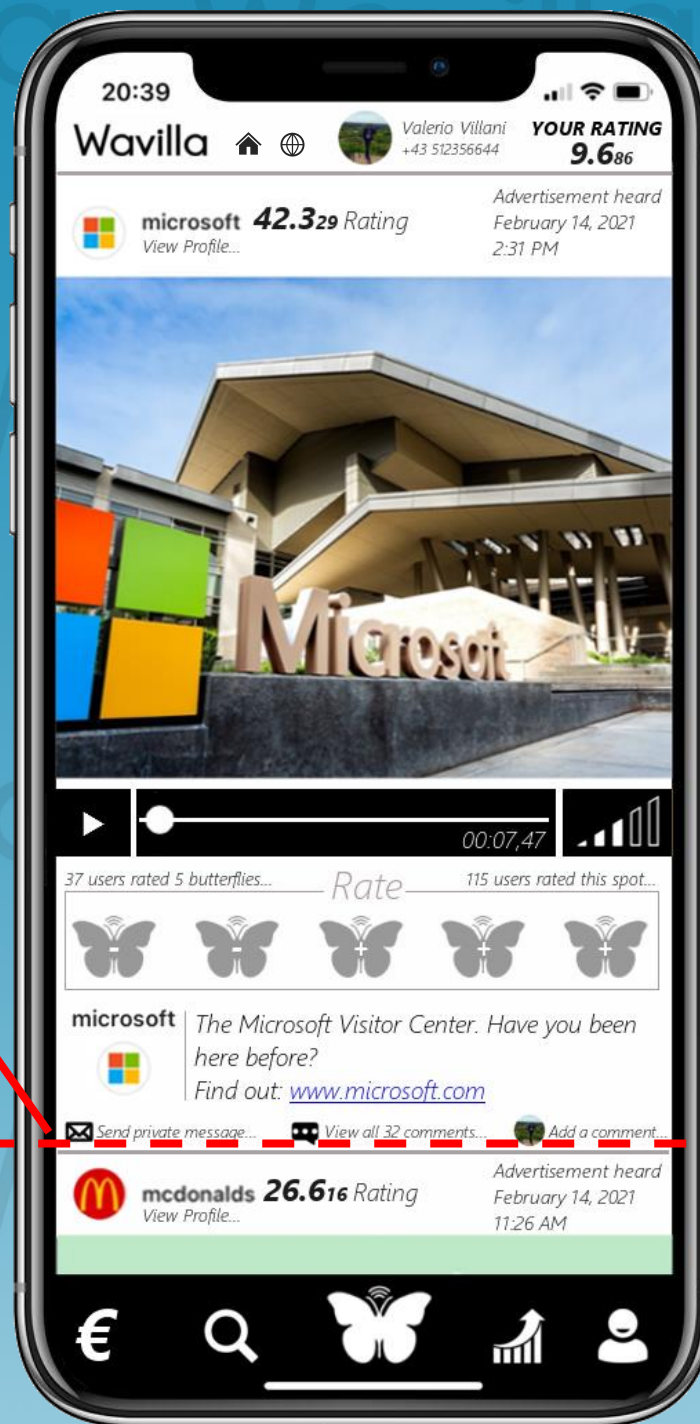 20:39
Wavilla
Valerio Villani
+43 512356644
YOUR RATING
9.686
microsoft 42.329 Rating
View Profile...
Advertisement heard
February 14, 2021
2:31 PM
Microsoft
00:07,47
37 users rated 5 butterflies...
Rate
115 users rated this spot...
microsoft
The Microsoft Visitor Center. Have you been
here before?
Find out: www.microsoft.com
Send private message...
View all 32 comments...
Add a comment...
mcdonalds 26.616 Rating
View Profile...
Advertisement heard
February 14, 2021
11:26 AM
€